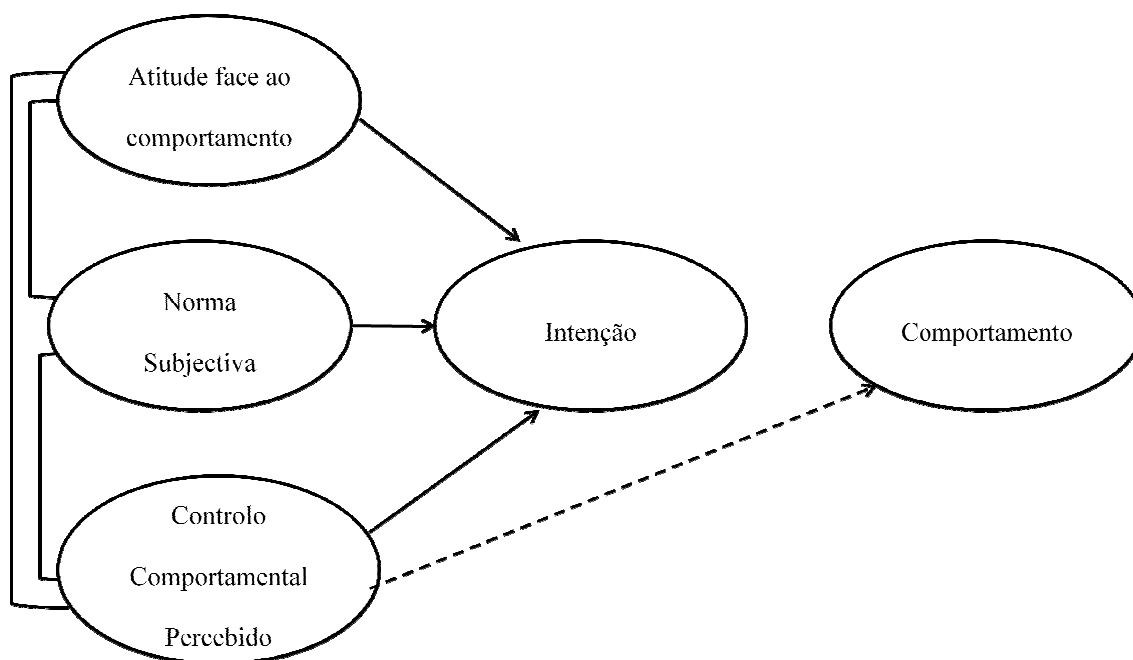 Atitude face ao
comportamento
Norma
Subjectiva
Intenção
Comportamento
Controlo
Comportamental
Percebido